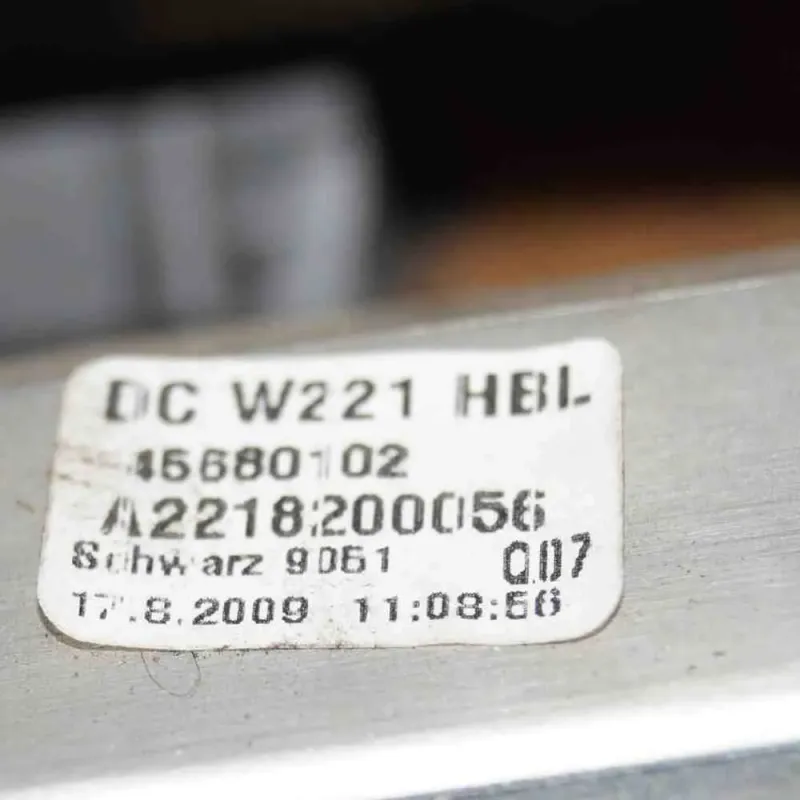 DC W221 HBL
45680102
A2218200056
Schwarz 9051 Q07
17.8.2009 11:08:56